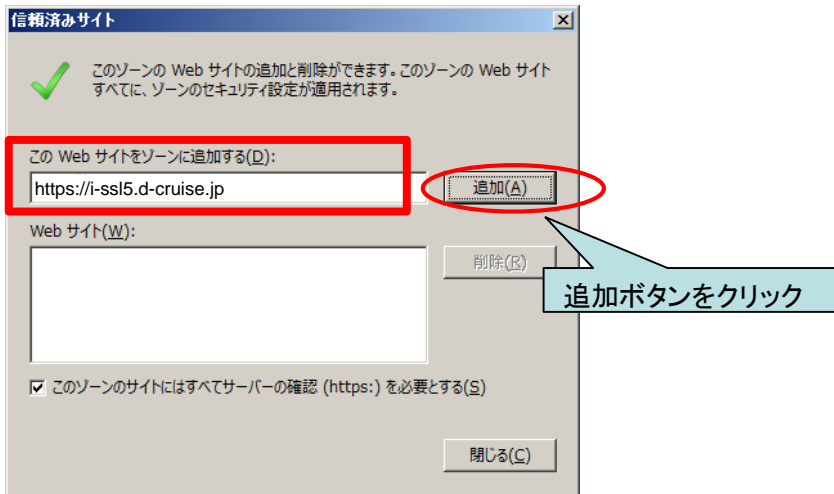 信頼済みサイト
このゾーンの Web サイトの追加と削除ができます。このゾーンの Web サイト
すべてに、ゾーンのセキュリティ設定が適用されます。
この Web サイトをゾーンに追加する(D):
https://i-ssl5.d-cruise.jp
追加(A)
Web サイト(W):
削除(R)
追加ボタンをクリック
このゾーンのサイトにはすべてサーバーの確認 (https:) を必要とする(S)
閉じる(C)